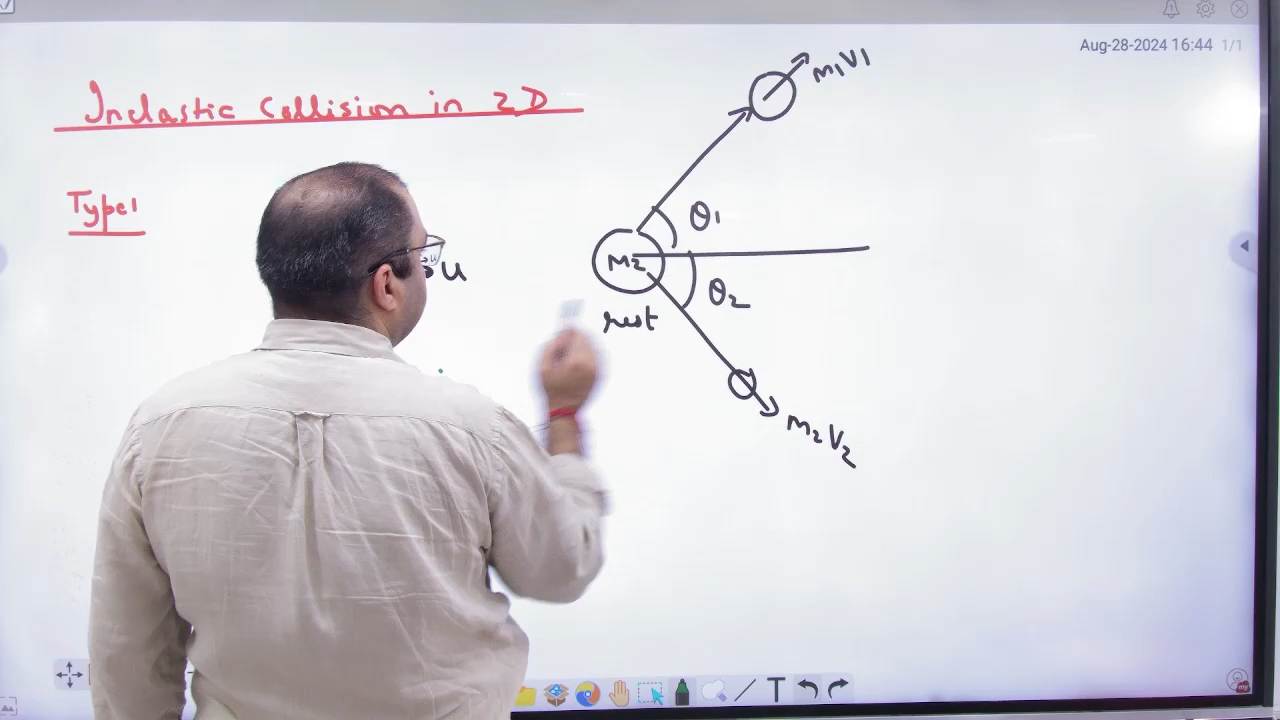 Aug-28-2024 16:44 1/1
Inelastic Collision in 2D
Type1
M1V1
θ1
M2
u
θ2
rest
M2V2
T